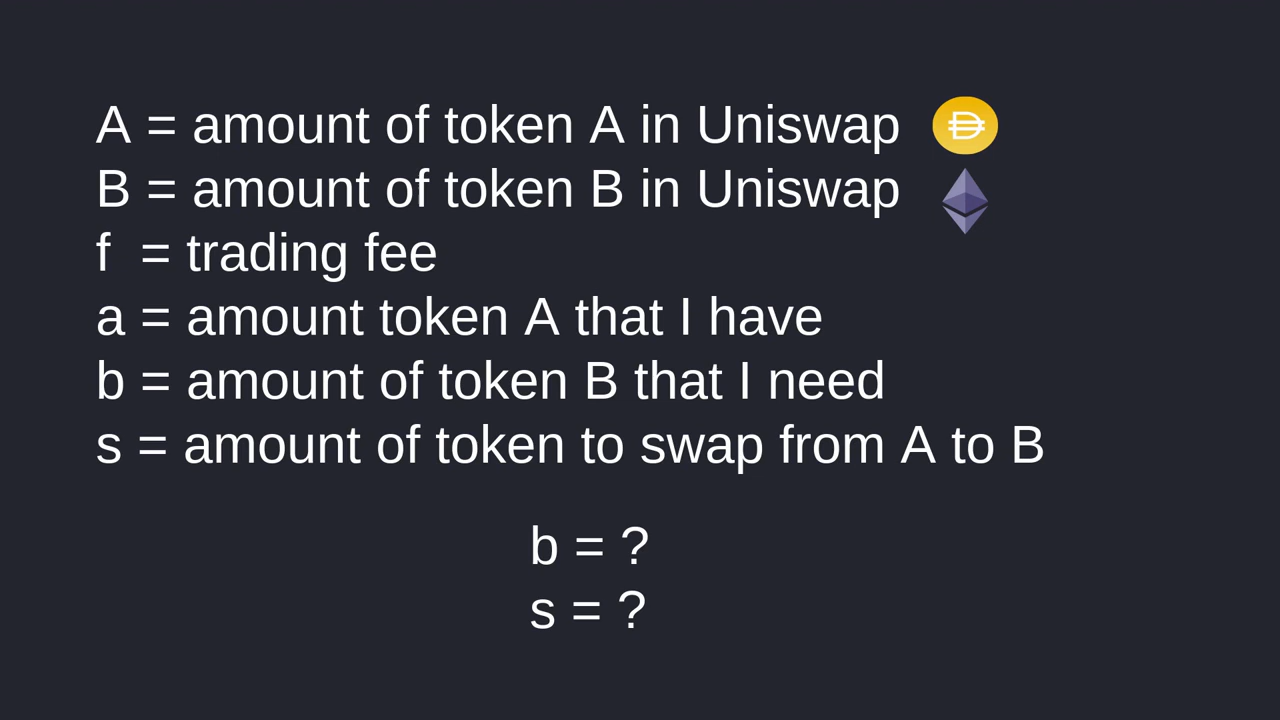 A = amount of token A in Uniswap
B = amount of token B in Uniswap
f = trading fee
a = amount token A that I have
b = amount of token B that I need
s = amount of token to swap from A to B
b = ?
s = ?